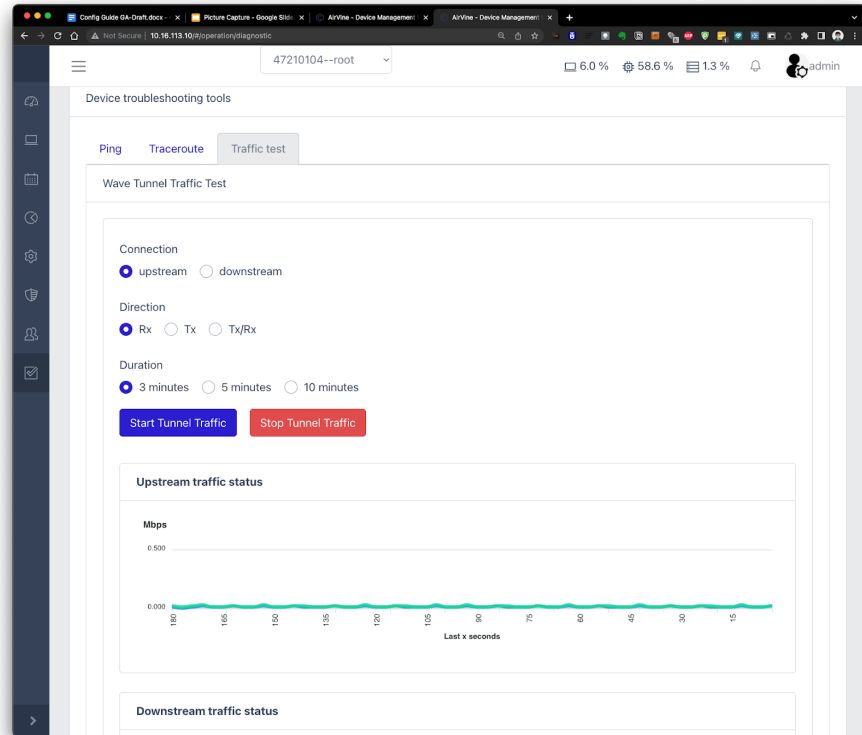 Config Guide GA-Draft.docx -
Picture Capture - Google Slide
AirVine - Device Management
AirVine - Device Management
Not Secure | 10.16.113.10/#/operation/diagnostic
47210104--root
6.0 %
58.6 %
1.3 %
admin
Device troubleshooting tools
Ping
Traceroute
Traffic test
Wave Tunnel Traffic Test
Connection
upstream
downstream
Direction
Rx
Tx
Tx/Rx
Duration
3 minutes
5 minutes
10 minutes
Start Tunnel Traffic
Stop Tunnel Traffic
Upstream traffic status
Mbps
0.500
0.000
180
165
150
135
120
105
90
75
60
45
30
15
Last x seconds
Downstream traffic status